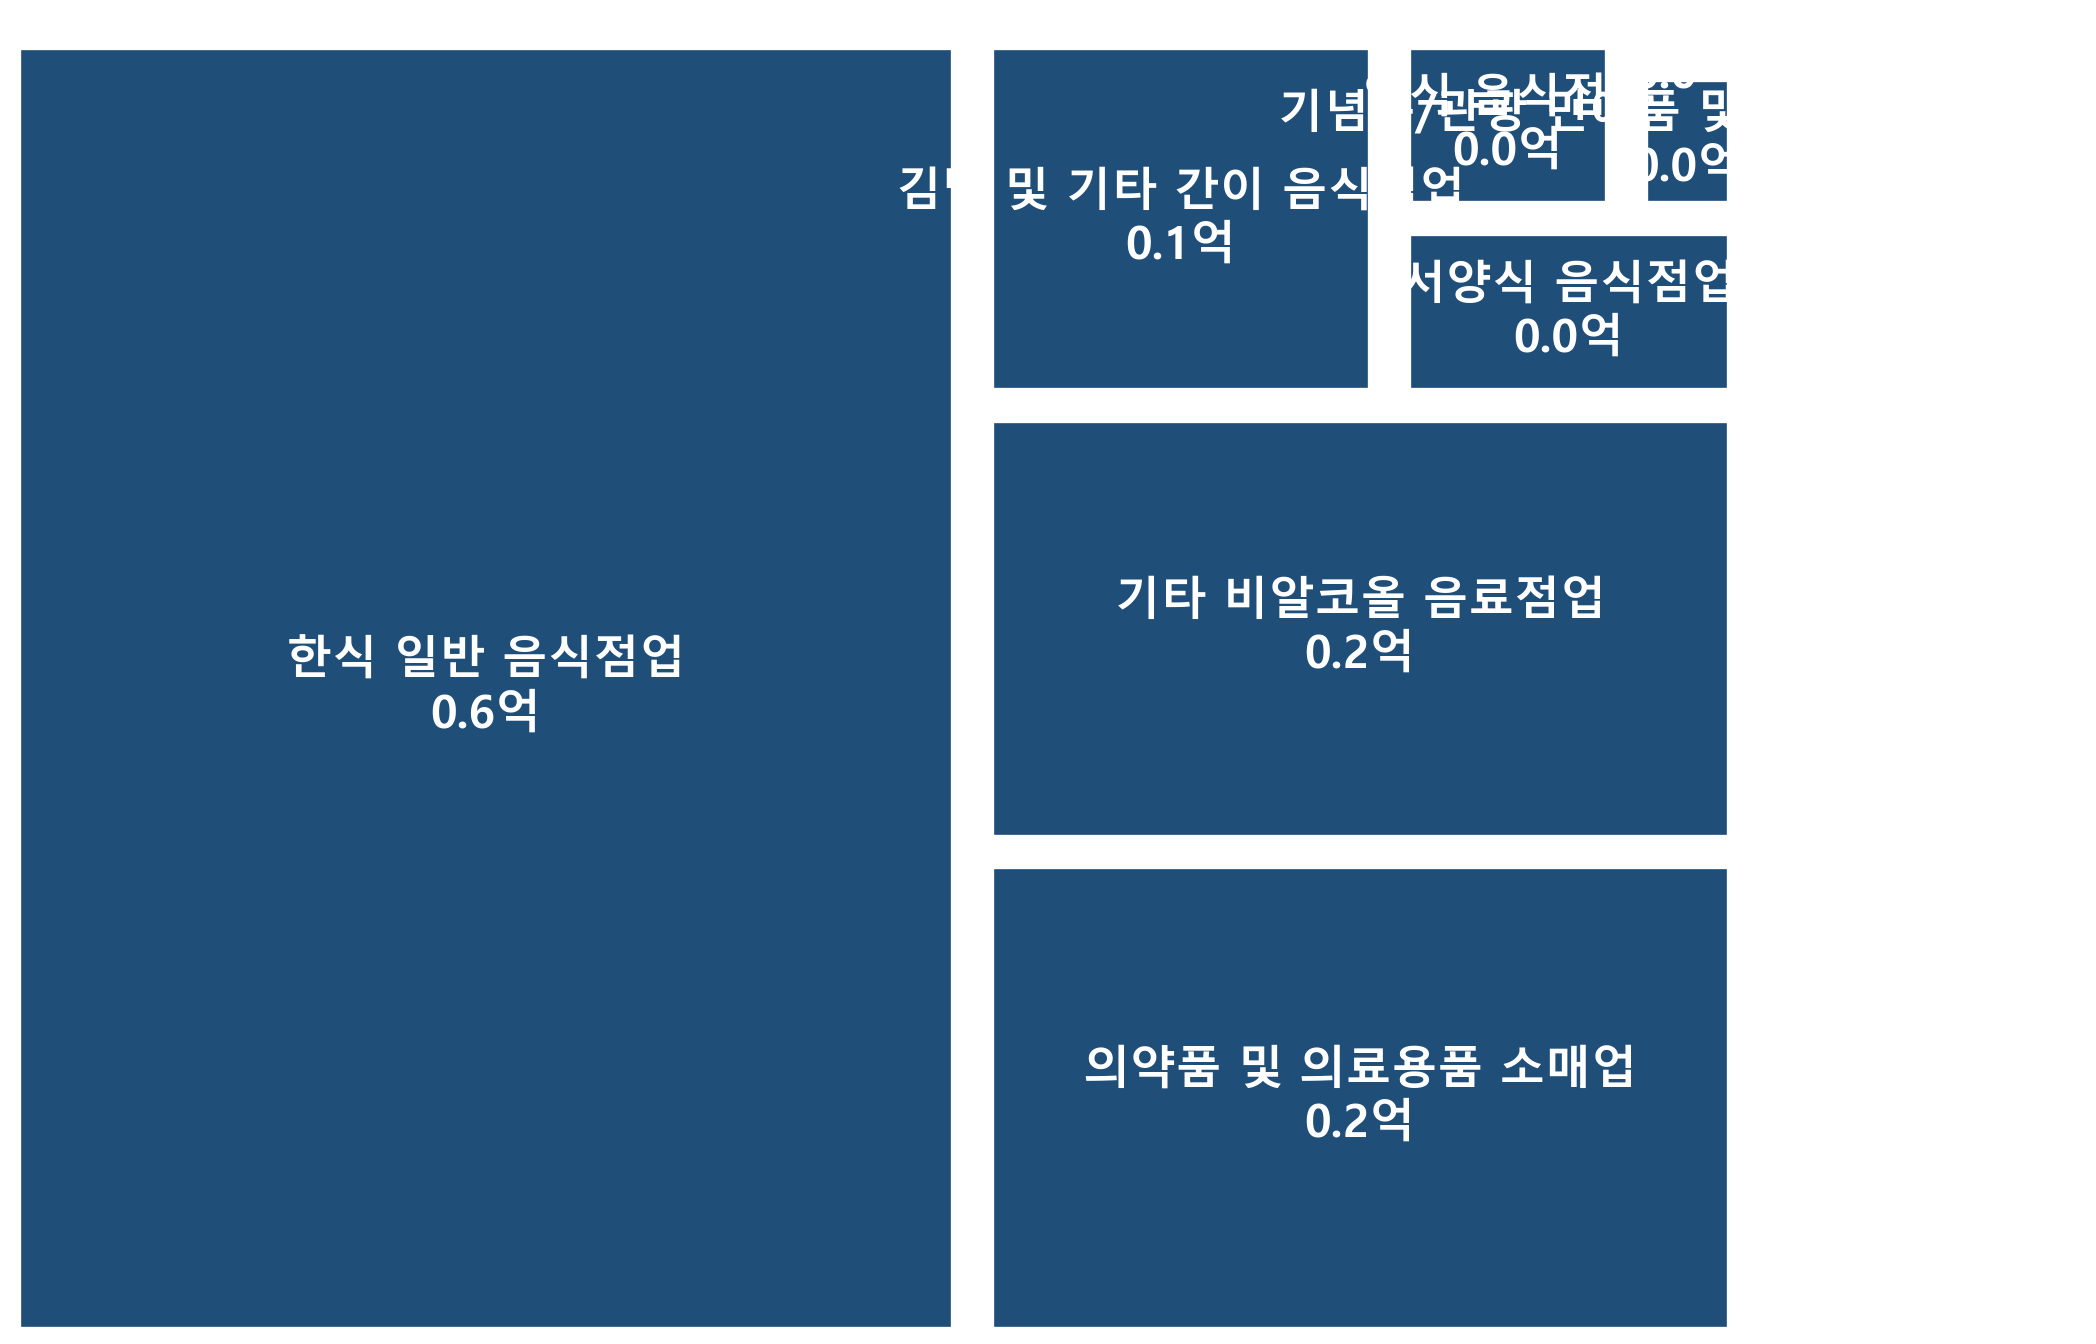 한식 일반 음식점업
0.6억
및 기타 간이 음식
0.1억
음식점
0.0억
서양식 음식점업
0.0억
기타 비알코올 음료점업
0.2억
의약품 및 의료용품 소매업
0.2억